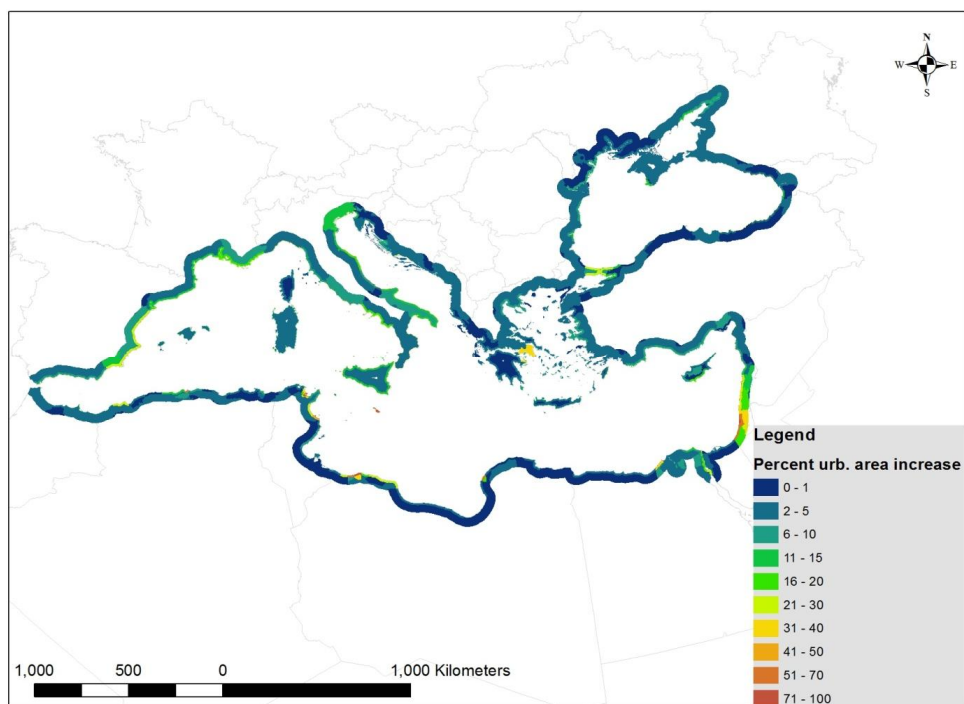 N
W E
S
Legend
Percent urb. area increase
0 - 1
2 - 5
6 - 10
11 - 15
16 - 20
21 - 30
31 - 40
41 - 50
51 - 70
71 - 100
1,000 500 0 1,000 Kilometers